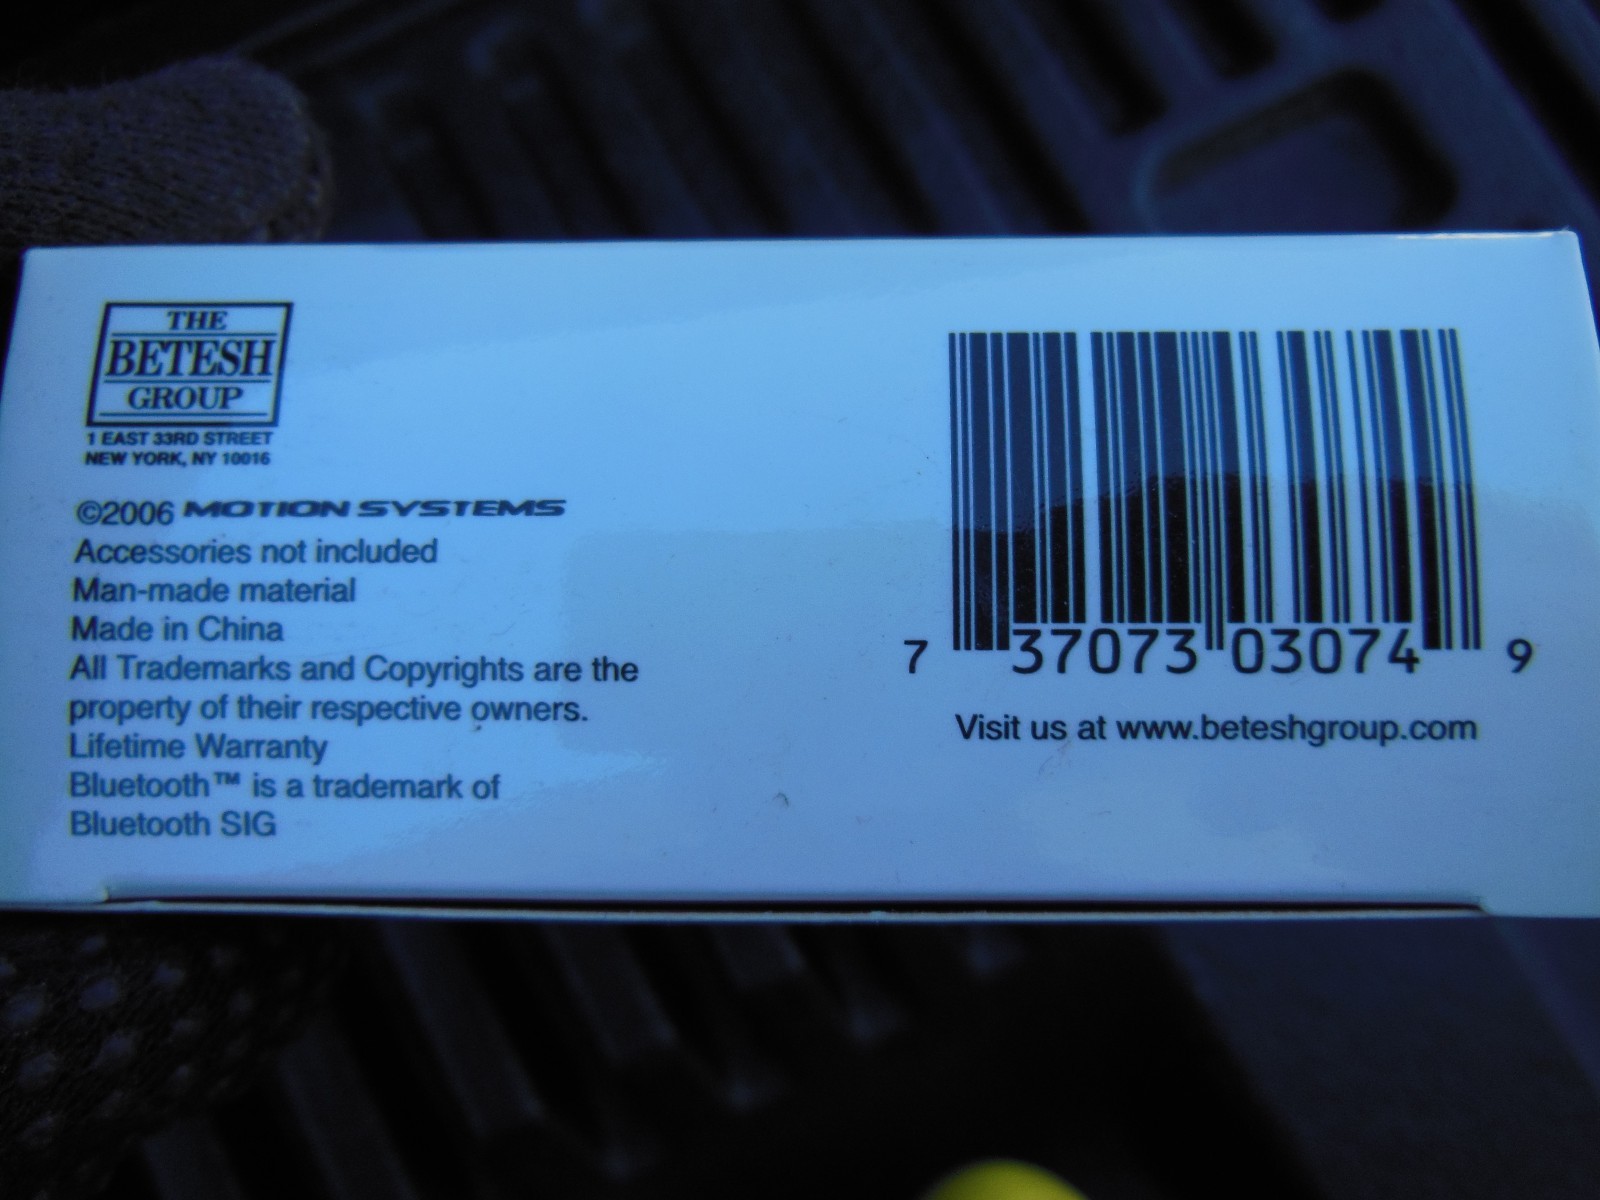 THE
BETESH
GROUP
1 EAST 33RD STREET
NEW YORK, NY 10016
©2006 MOTION SYSTEMS
Accessories not included
Man-made material
Made in China
All Trademarks and Copyrights are the
property of their respective owners.
Lifetime Warranty
Bluetooth™ is a trademark of
Bluetooth SIG
7 37073 03074 9
Visit us at www.beteshgroup.com